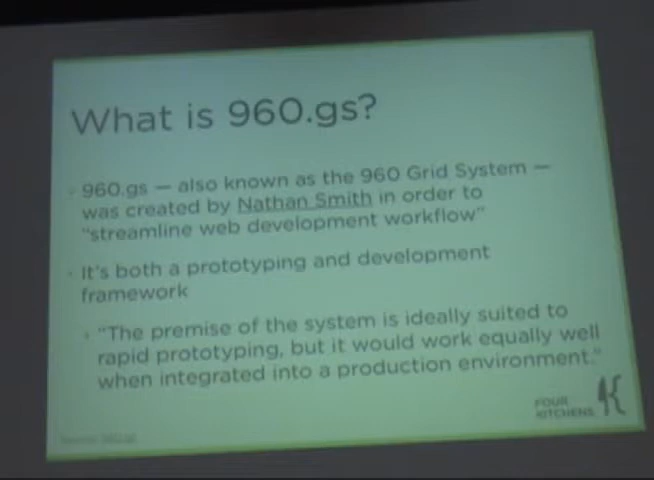 What is 960.gs?
960.gs — also known as the 960 Grid System —
was created by Nathan Smith in order to
"streamline web development workflow"
It's both a prototyping and development
framework
"The premise of the system is ideally suited to
rapid prototyping, but it would work equally well
when integrated into a production environment."
FOUR
KITCHENS